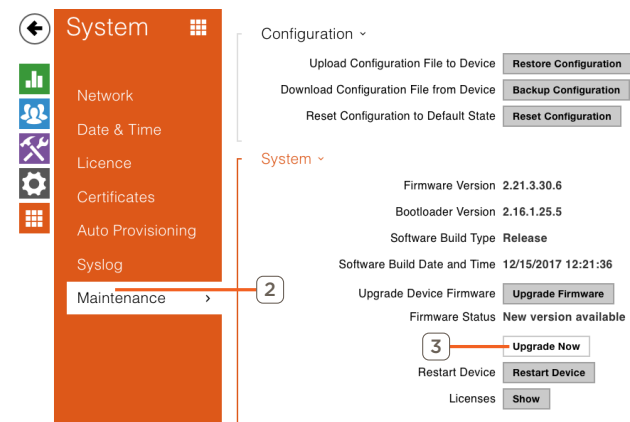 System
Network
Date & Time
Licence
Certificates
Auto Provisioning
Syslog
Maintenance ›
2
Configuration
Upload Configuration File to Device Restore Configuration
Download Configuration File from Device Backup Configuration
Reset Configuration to Default State Reset Configuration
System
Firmware Version 2.21.3.30.6
Bootloader Version 2.16.1.25.5
Software Build Type Release
Software Build Date and Time 12/15/2017 12:21:36
Upgrade Device Firmware Upgrade Firmware
Firmware Status New version available
3 Upgrade Now
Restart Device Restart Device
Licenses Show